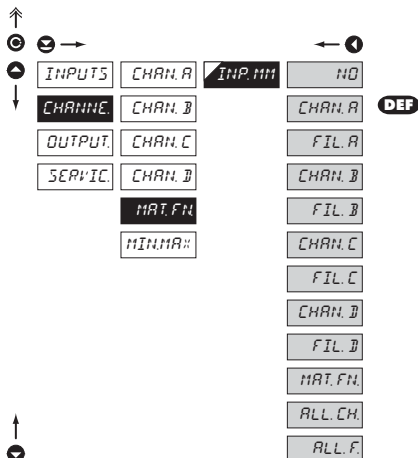 INPUTS CHAN. A INP. MM NO
CHANNE. CHAN. B CHAN. A DEF
OUTPUT. CHAN. C FIL. A
SERVIC. CHAN. D CHAN. B
MAT. FN. FIL. B
MIN.MAX CHAN. C
FIL. C
CHAN. D
FIL. D
MAT. FN.
ALL. CH.
ALL. F.